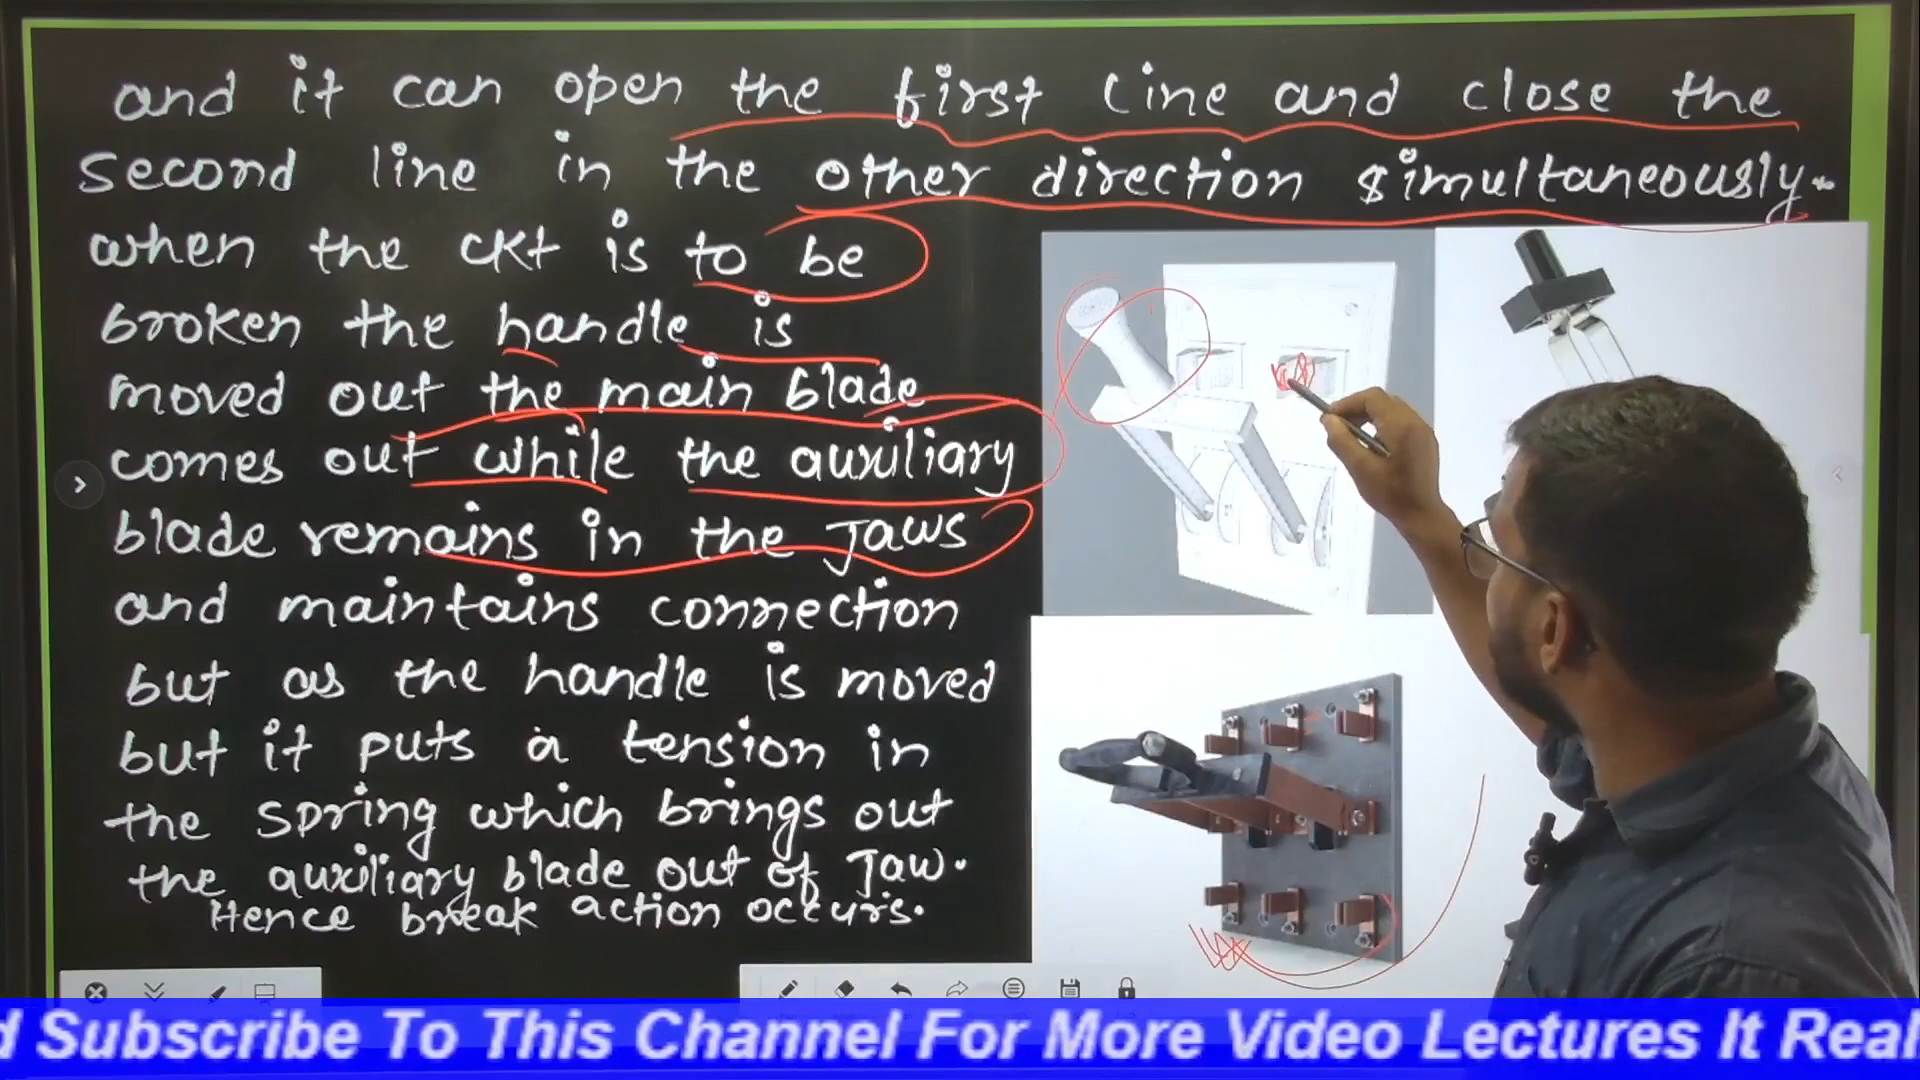 and it can open the first line and close the
second line in the other direction simultaneously.
when the ckt is to be
broken the handle is
moved out the main blade
comes out while the auxiliary
blade remains in the Jaws
and maintains connection
but as the handle is moved
but it puts a tension in
the spring which brings out
the auxiliary blade out of Jaw.
Hence break action occurs.
d Subscribe To This Channel For More Video Lectures It Real